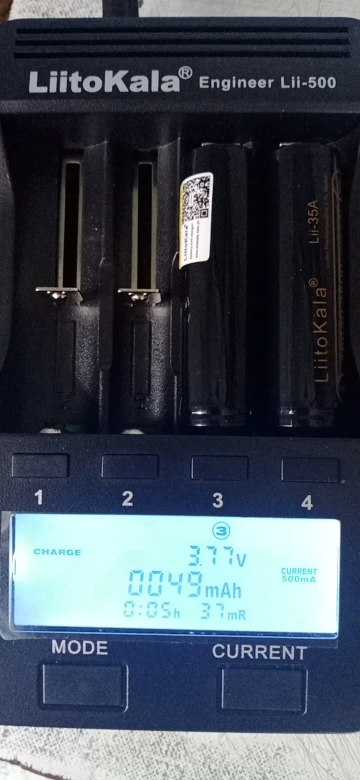 LiitoKala® Engineer Lii-500
LiitoKala
LiitoKala® Lii-35A
1 2 3 4
3
CHARGE
3.77V
0049mAh
CURRENT
500mA
0:05h 37mR
MODE CURRENT